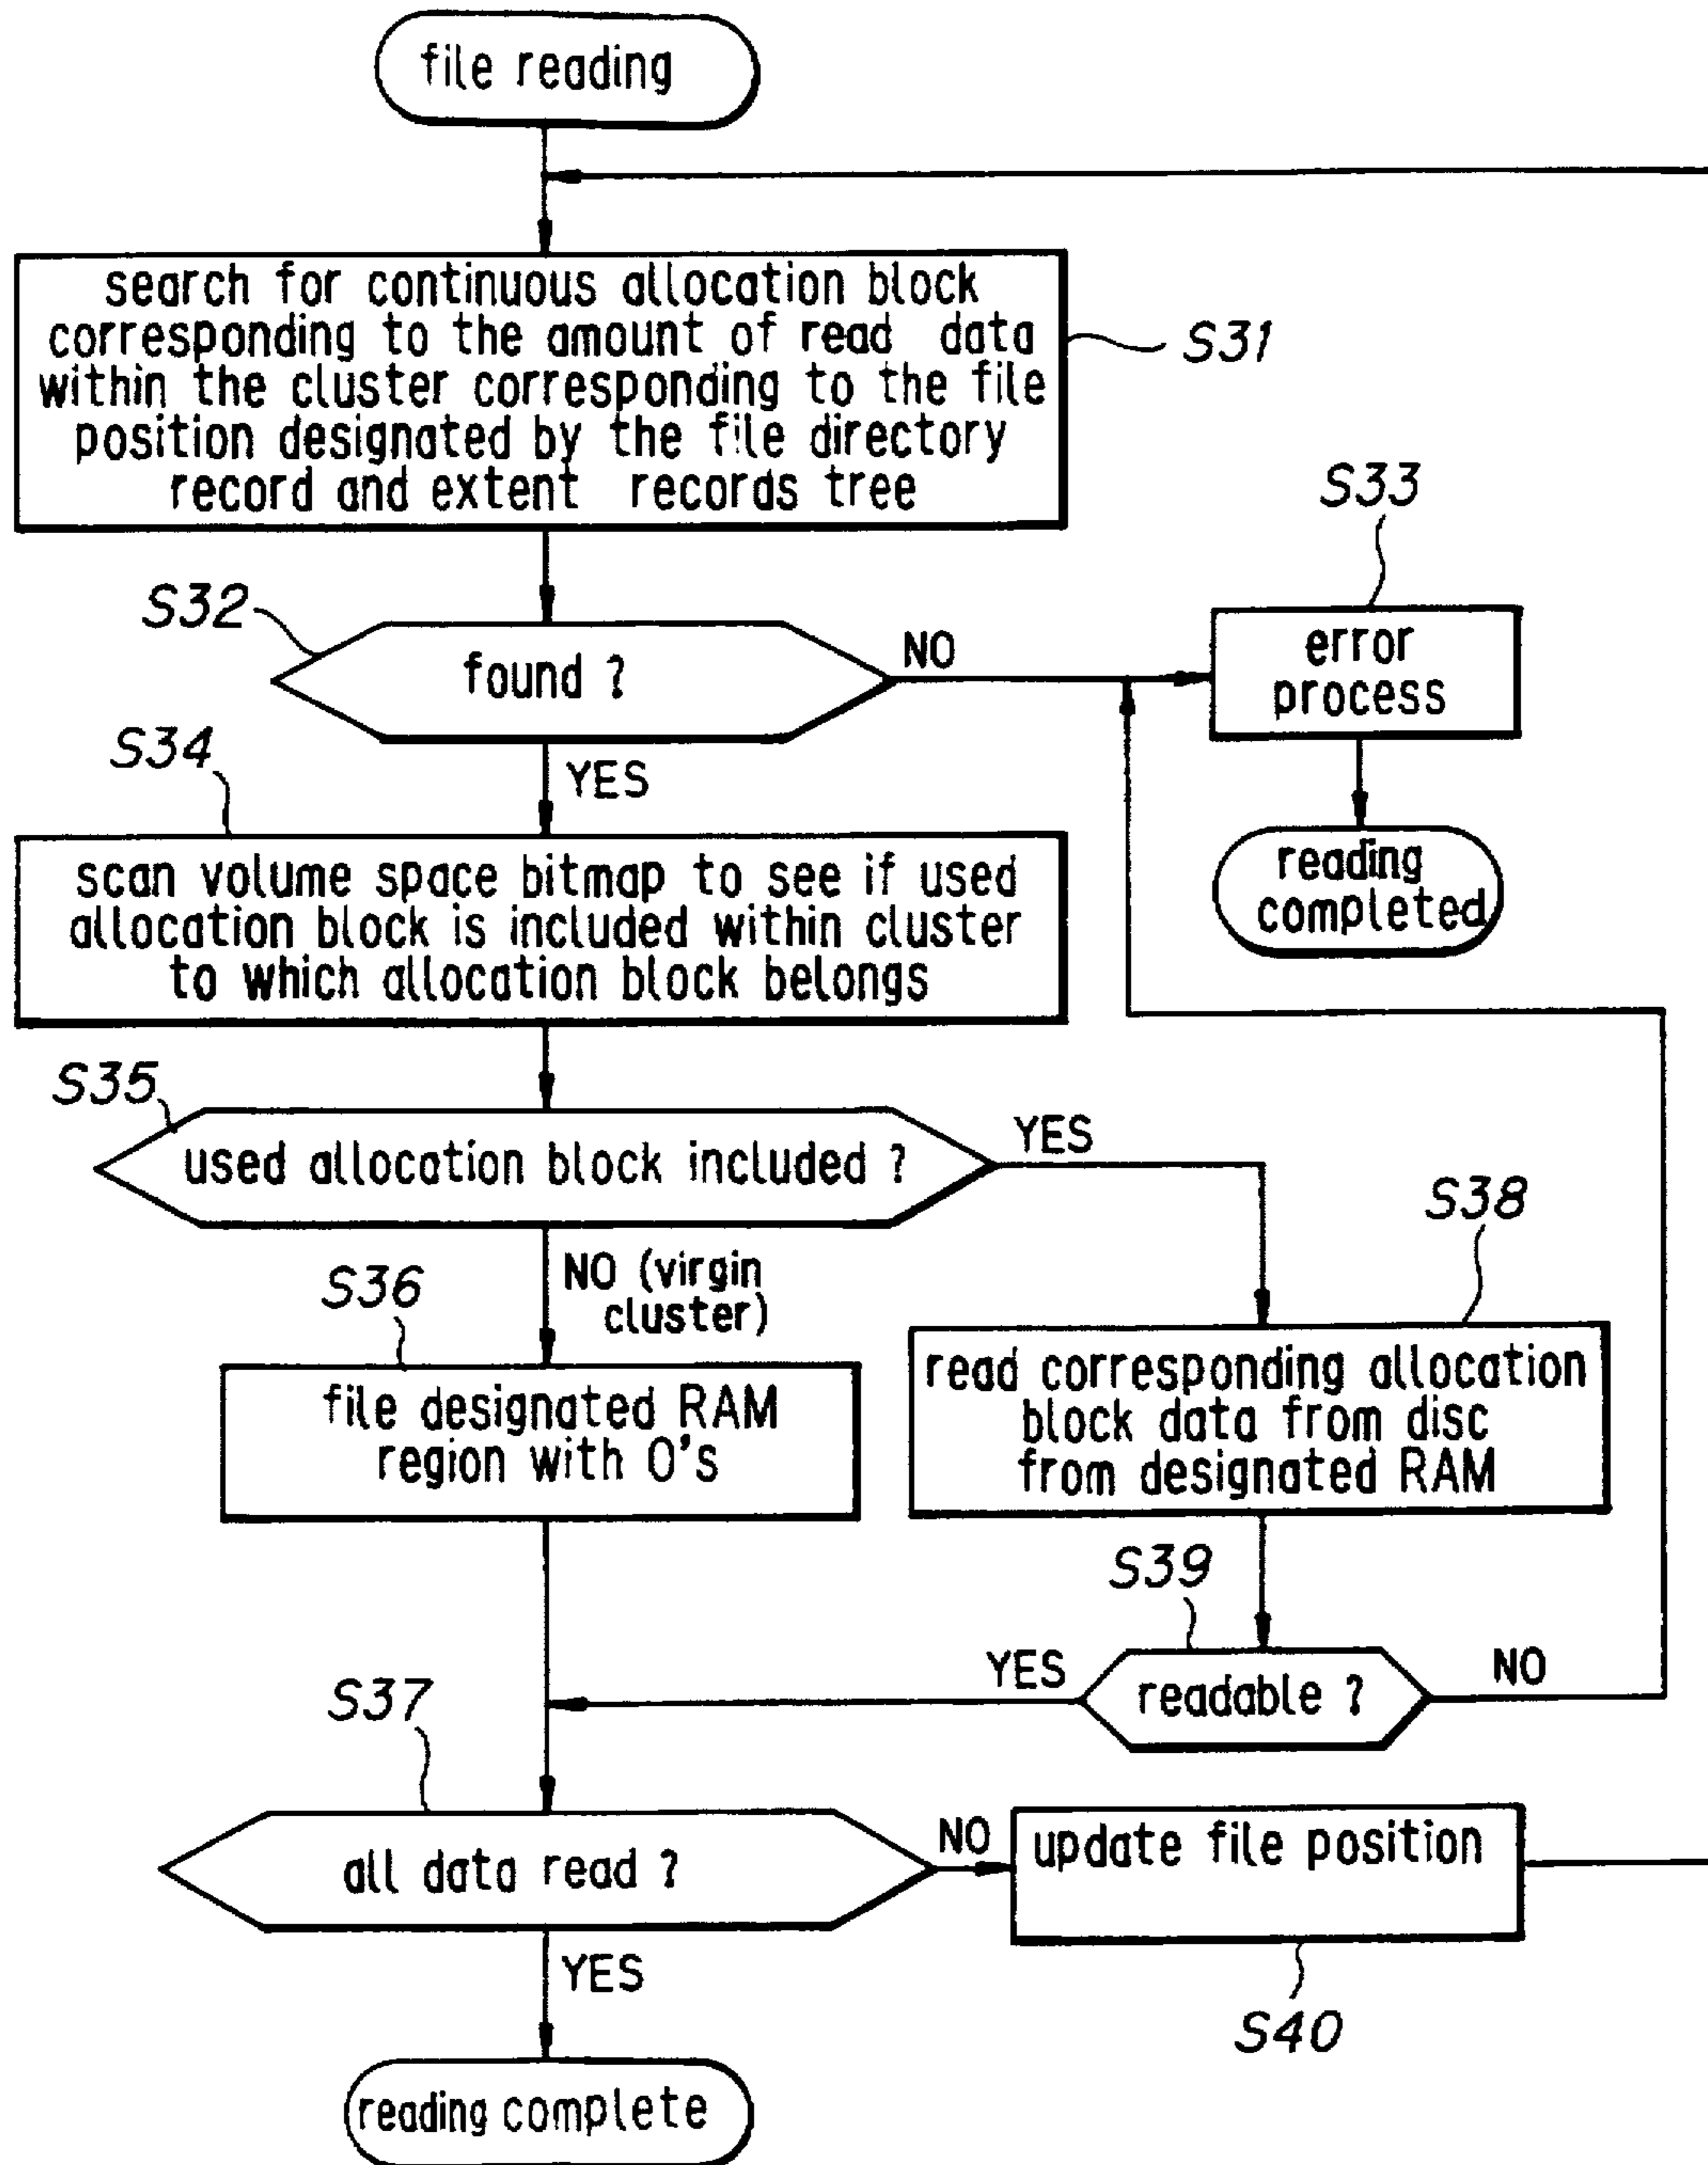 file reading
search for continuous allocation block
corresponding to the amount of read data
within the cluster corresponding to the file
position designated by the file directory
record and extent records tree
S31
S32
found ?
NO
S33
error
process
reading
completed
YES
S34
scan volume space bitmap to see if used
allocation block is included within cluster
to which allocation block belongs
S35
used allocation block included ?
YES
NO (virgin
cluster)
S36
file designated RAM
region with 0's
S38
read corresponding allocation
block data from disc
from designated RAM
S39
readable ?
YES
NO
S37
all data read ?
NO
update file position
S40
YES
reading complete